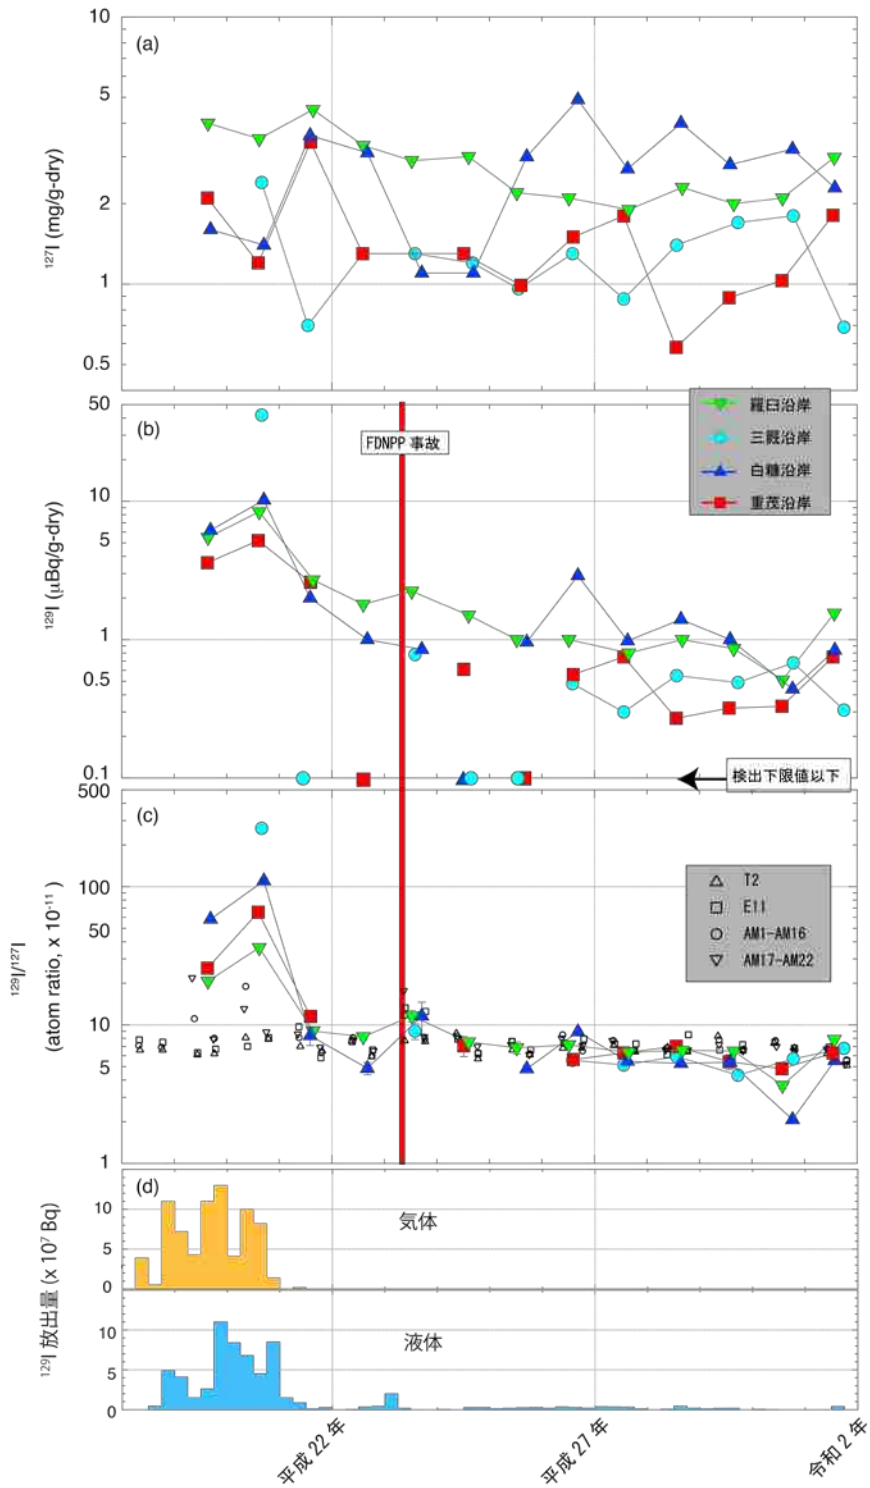 (a)
10
5
2
1
0.5
¹²⁷I (mg/g-dry)
(b)
50
10
5
1
0.5
0.1
¹²⁹I (μBq/g-dry)
FDNPP 事故
羅臼沿岸
三厩沿岸
白糠沿岸
重茂沿岸
検出下限値以下
(c)
500
100
50
10
5
1
¹²⁹I/¹²⁷I
(atom ratio, x 10⁻¹¹)
T2
E11
AM1-AM16
AM17-AM22
(d)
10
5
0
気体
10
5
0
液体
¹²⁹I 放出量 (x 10⁷ Bq)
平成 22 年
平成 27 年
令和 2 年